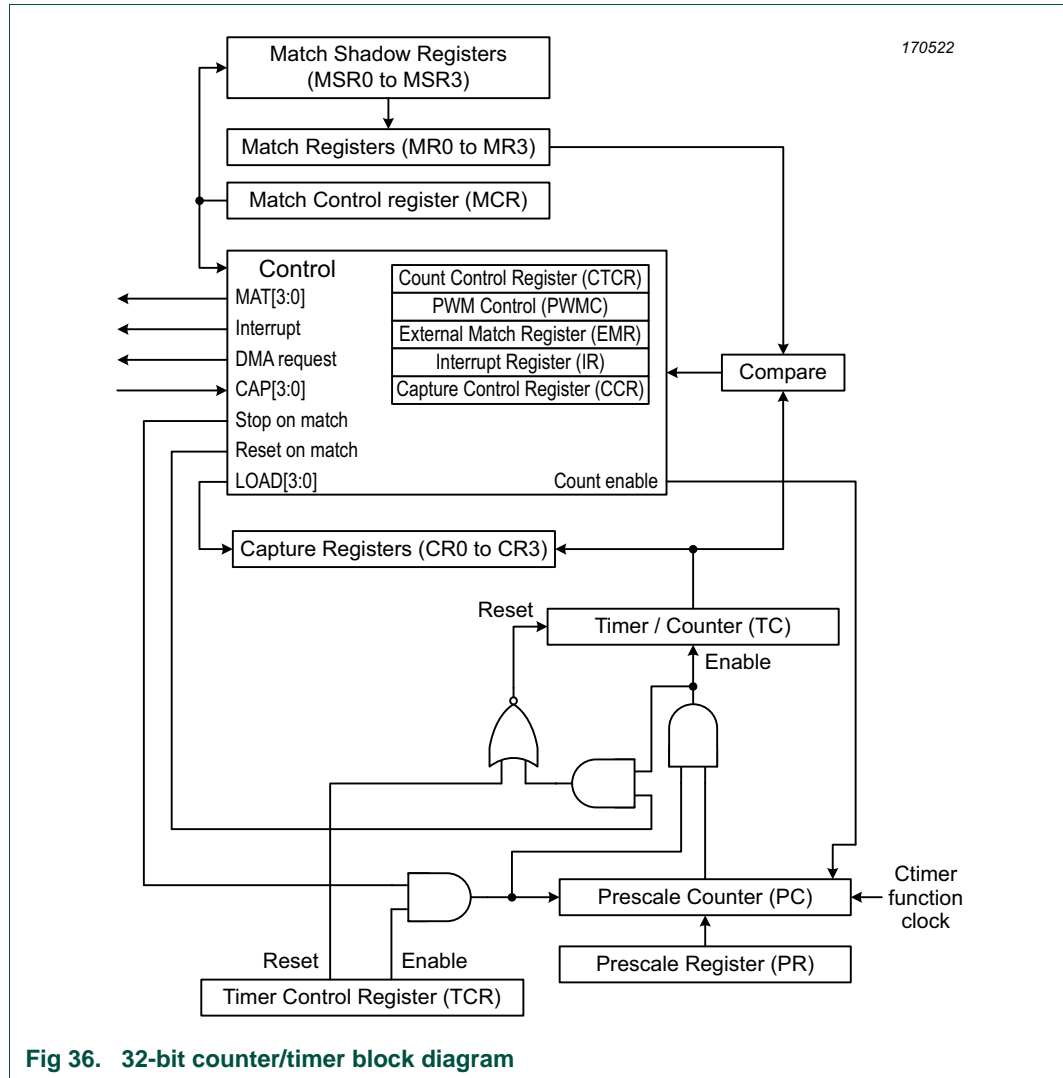 170522
Match Shadow Registers
(MSR0 to MSR3)
Match Registers (MR0 to MR3)
Match Control register (MCR)
Control
MAT[3:0]
Interrupt
DMA request
CAP[3:0]
Stop on match
Reset on match
LOAD[3:0]
Count Control Register (CTCR)
PWM Control (PWMC)
External Match Register (EMR)
Interrupt Register (IR)
Capture Control Register (CCR)
Count enable
Compare
Capture Registers (CR0 to CR3)
Reset
Timer / Counter (TC)
Enable
Prescale Counter (PC)
Ctimer
function
clock
Prescale Register (PR)
Reset
Enable
Timer Control Register (TCR)
Fig 36. 32-bit counter/timer block diagram